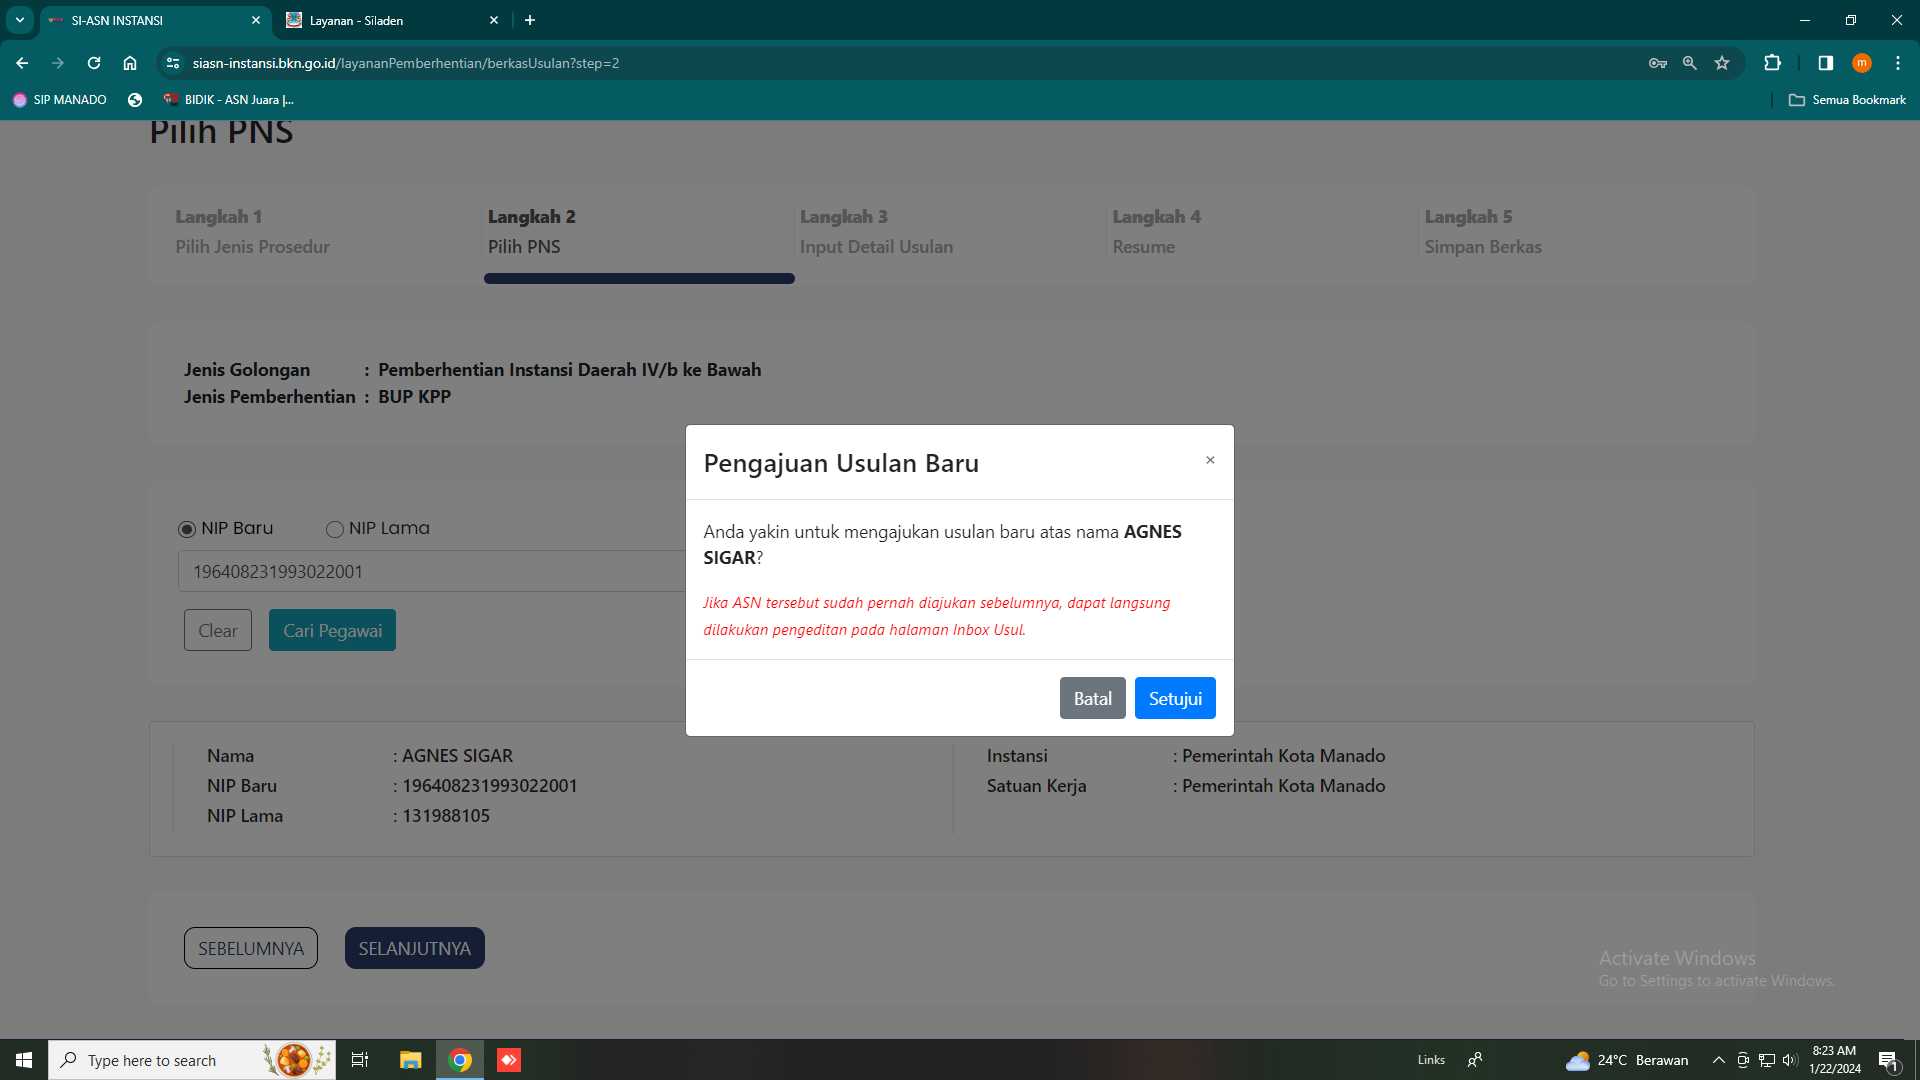 SI-ASN INSTANSI
Layanan - Siladen
siasn-instansi.bkn.go.id/layananPemberhentian/berkasUsulan?step=2
m
SIP MANADO
BIDIK - ASN Juara |...
Semua Bookmark
Pilih PNS
Langkah 1
Pilih Jenis Prosedur
Langkah 2
Pilih PNS
Langkah 3
Input Detail Usulan
Langkah 4
Resume
Langkah 5
Simpan Berkas
Jenis Golongan : Pemberhentian Instansi Daerah IV/b ke Bawah
Jenis Pemberhentian : BUP KPP
NIP Baru NIP Lama
196408231993022001
Clear Cari Pegawai
Pengajuan Usulan Baru
×
Anda yakin untuk mengajukan usulan baru atas nama AGNES
SIGAR?
Jika ASN tersebut sudah pernah diajukan sebelumnya, dapat langsung
dilakukan pengeditan pada halaman Inbox Usul.
Batal Setujui
Nama : AGNES SIGAR
NIP Baru : 196408231993022001
NIP Lama : 131988105
Instansi : Pemerintah Kota Manado
Satuan Kerja : Pemerintah Kota Manado
SEBELUMNYA SELANJUTNYA
Activate Windows
Go to Settings to activate Windows.
Type here to search
Links
24°C Berawan
8:23 AM
1/22/2024
1